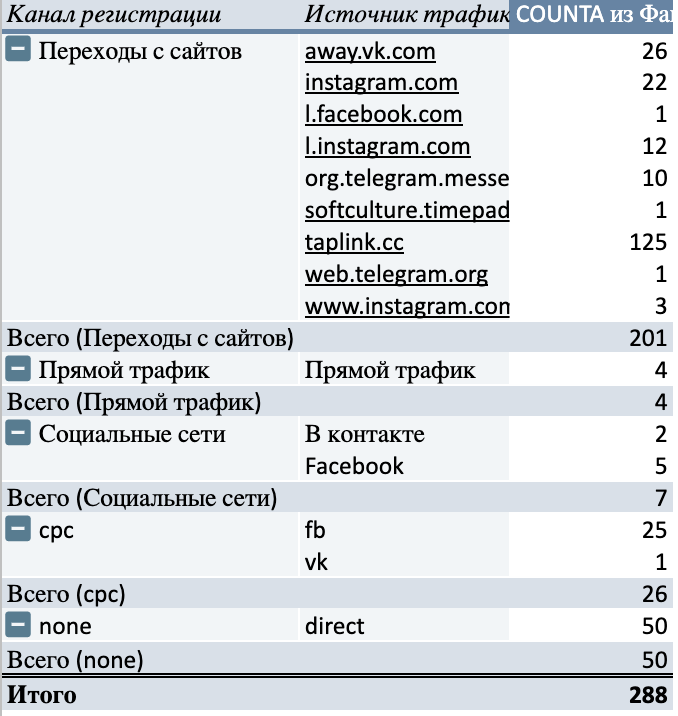 Канал регистрации Источник трафик COUNTA из Фа
Переходы с сайтов away.vk.com 26
instagram.com 22
l.facebook.com 1
l.instagram.com 12
org.telegram.messe 10
softculture.timepad 1
taplink.cc 125
web.telegram.org 1
www.instagram.com 3
Всего (Переходы с сайтов) 201
Прямой трафик Прямой трафик 4
Всего (Прямой трафик) 4
Социальные сети В контакте 2
Facebook 5
Всего (Социальные сети) 7
cpc fb 25
vk 1
Всего (cpc) 26
none direct 50
Всего (none) 50
Итого 288